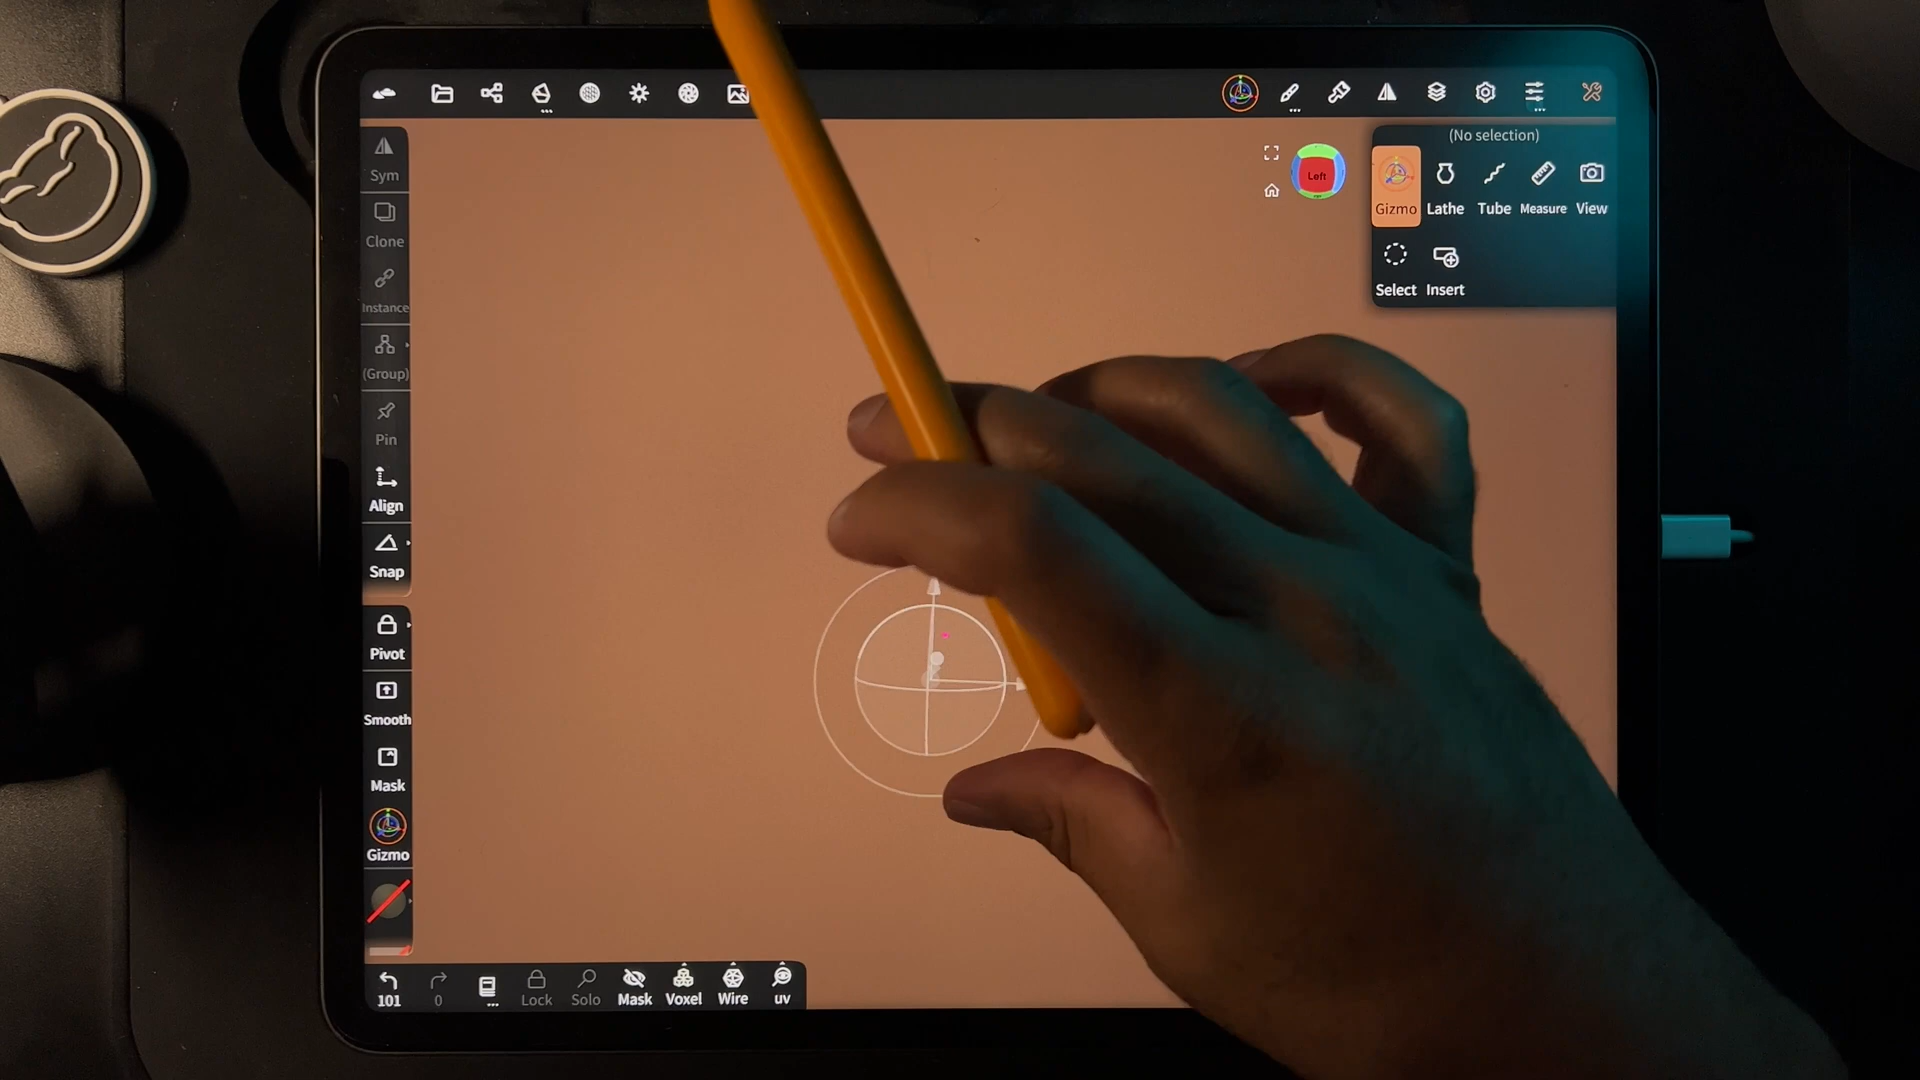 (No selection)
Gizmo
Lathe
Tube
Measure
View
Select
Insert
Left
Sym
Clone
Instance
(Group)
Pin
Align
Snap
Pivot
Smooth
Mask
Gizmo
101
0
Lock
Solo
Mask
Voxel
Wire
uv